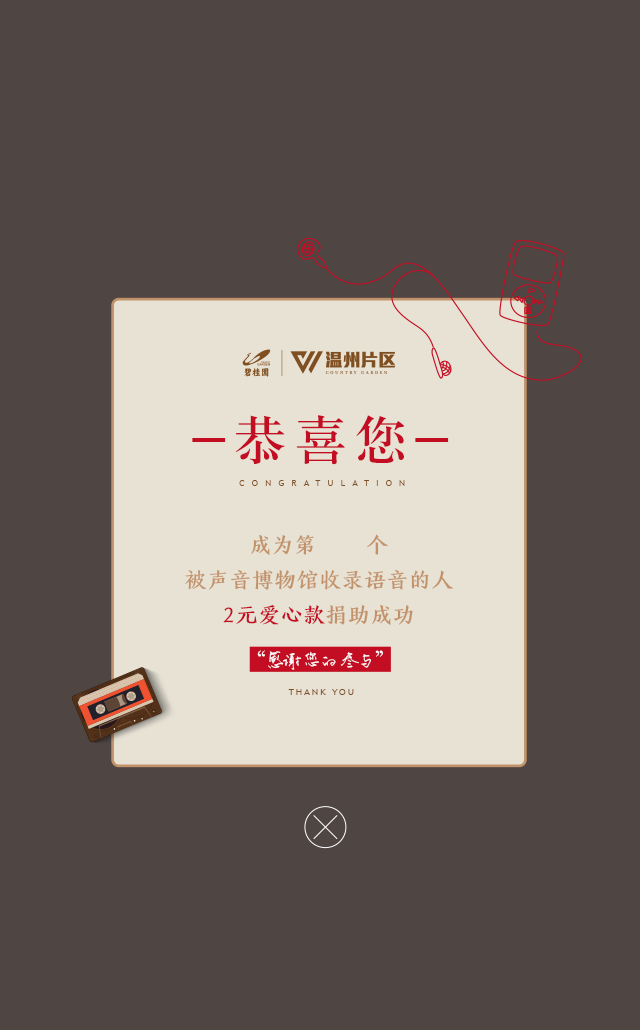 碧桂园 温州片区
COUNTRY GARDEN
恭喜您
CONGRATULATION
成为第 个
被声音博物馆收录语音的人
2元爱心款捐助成功
“感谢您的参与”
THANK YOU